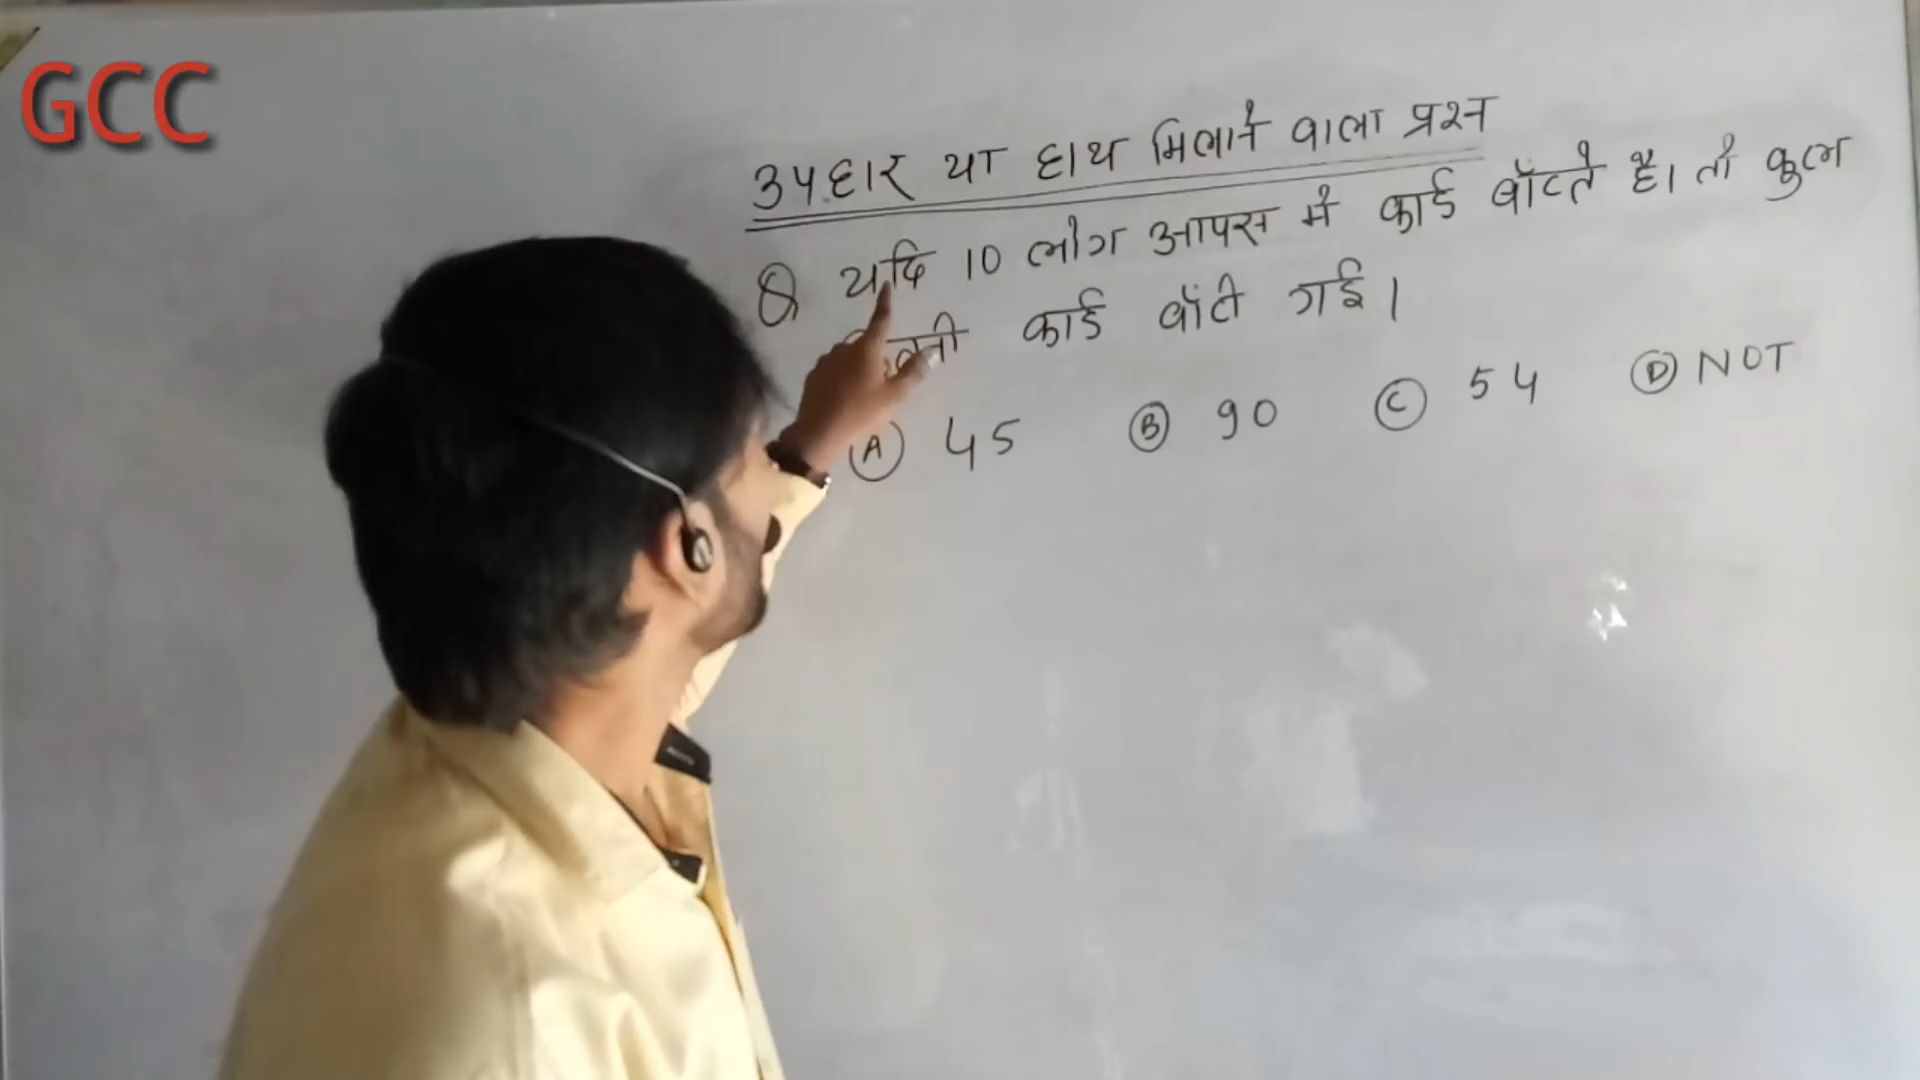 GCC
उपहार या हाथ मिलाने वाला प्रश्न
Q यदि 10 लोग आपस में कार्ड बाँटते है। तो कुल
कार्ड बाँटी गई।
(A) 45 (B) 90 (C) 54 (D) NOT